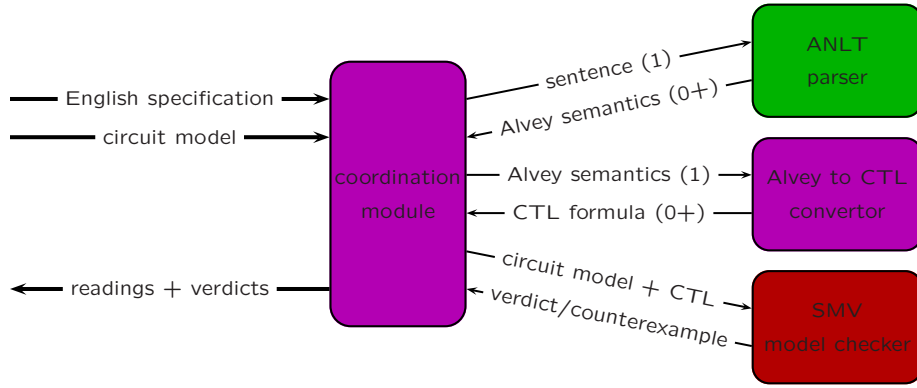 English specification
circuit model
readings + verdicts
coordination
module
sentence (1)
Alvey semantics (0+)
Alvey semantics (1)
CTL formula (0+)
circuit model + CTL
verdict/counterexample
ANLT
parser
Alvey to CTL
convertor
SMV
model checker